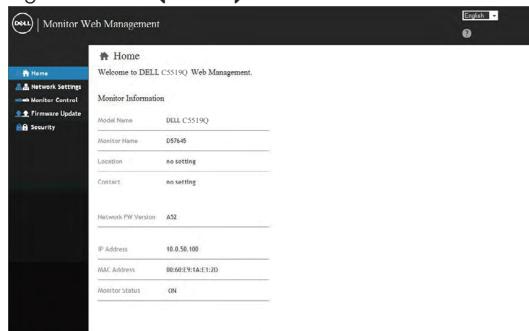 DELL | Monitor Web Management
English
?
Home
Network Settings
Monitor Control
Firmware Update
Security
Home
Welcome to DELL C5519Q Web Management.
Monitor Information
Model Name DELL C5519Q
Monitor Name D57645
Location no setting
Contact no setting
Network FW Version A52
IP Address 10.0.50.100
MAC Address 00:60:E9:1A:E1:2D
Monitor Status ON